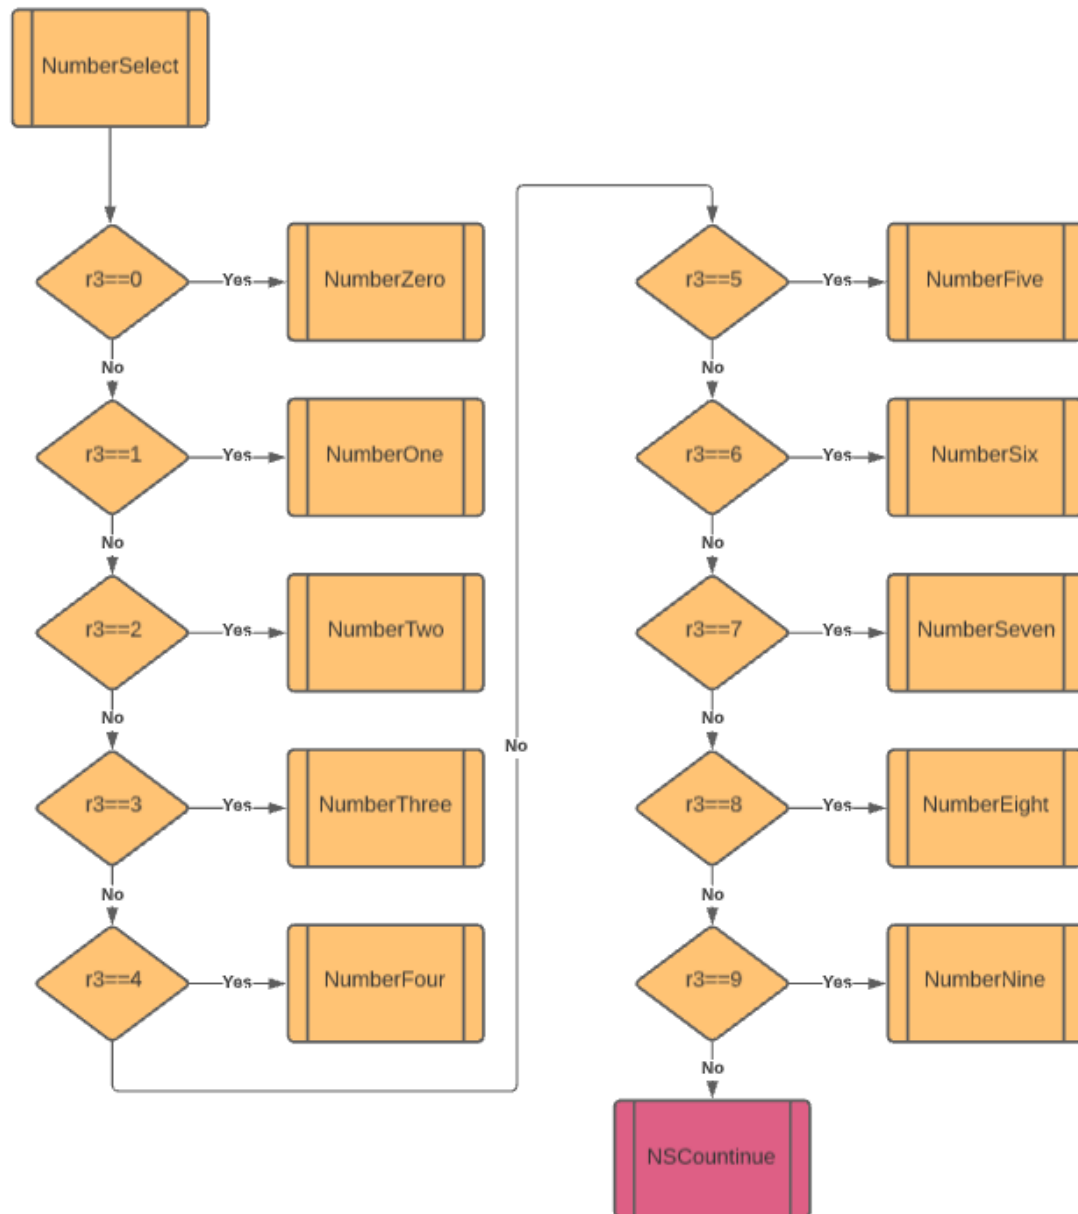 NumberSelect
r3==0
Yes
NumberZero
No
r3==1
Yes
NumberOne
No
r3==2
Yes
NumberTwo
No
r3==3
Yes
NumberThree
No
r3==4
Yes
NumberFour
No
r3==5
Yes
NumberFive
No
r3==6
Yes
NumberSix
No
r3==7
Yes
NumberSeven
No
r3==8
Yes
NumberEight
No
r3==9
Yes
NumberNine
No
NSCountinue